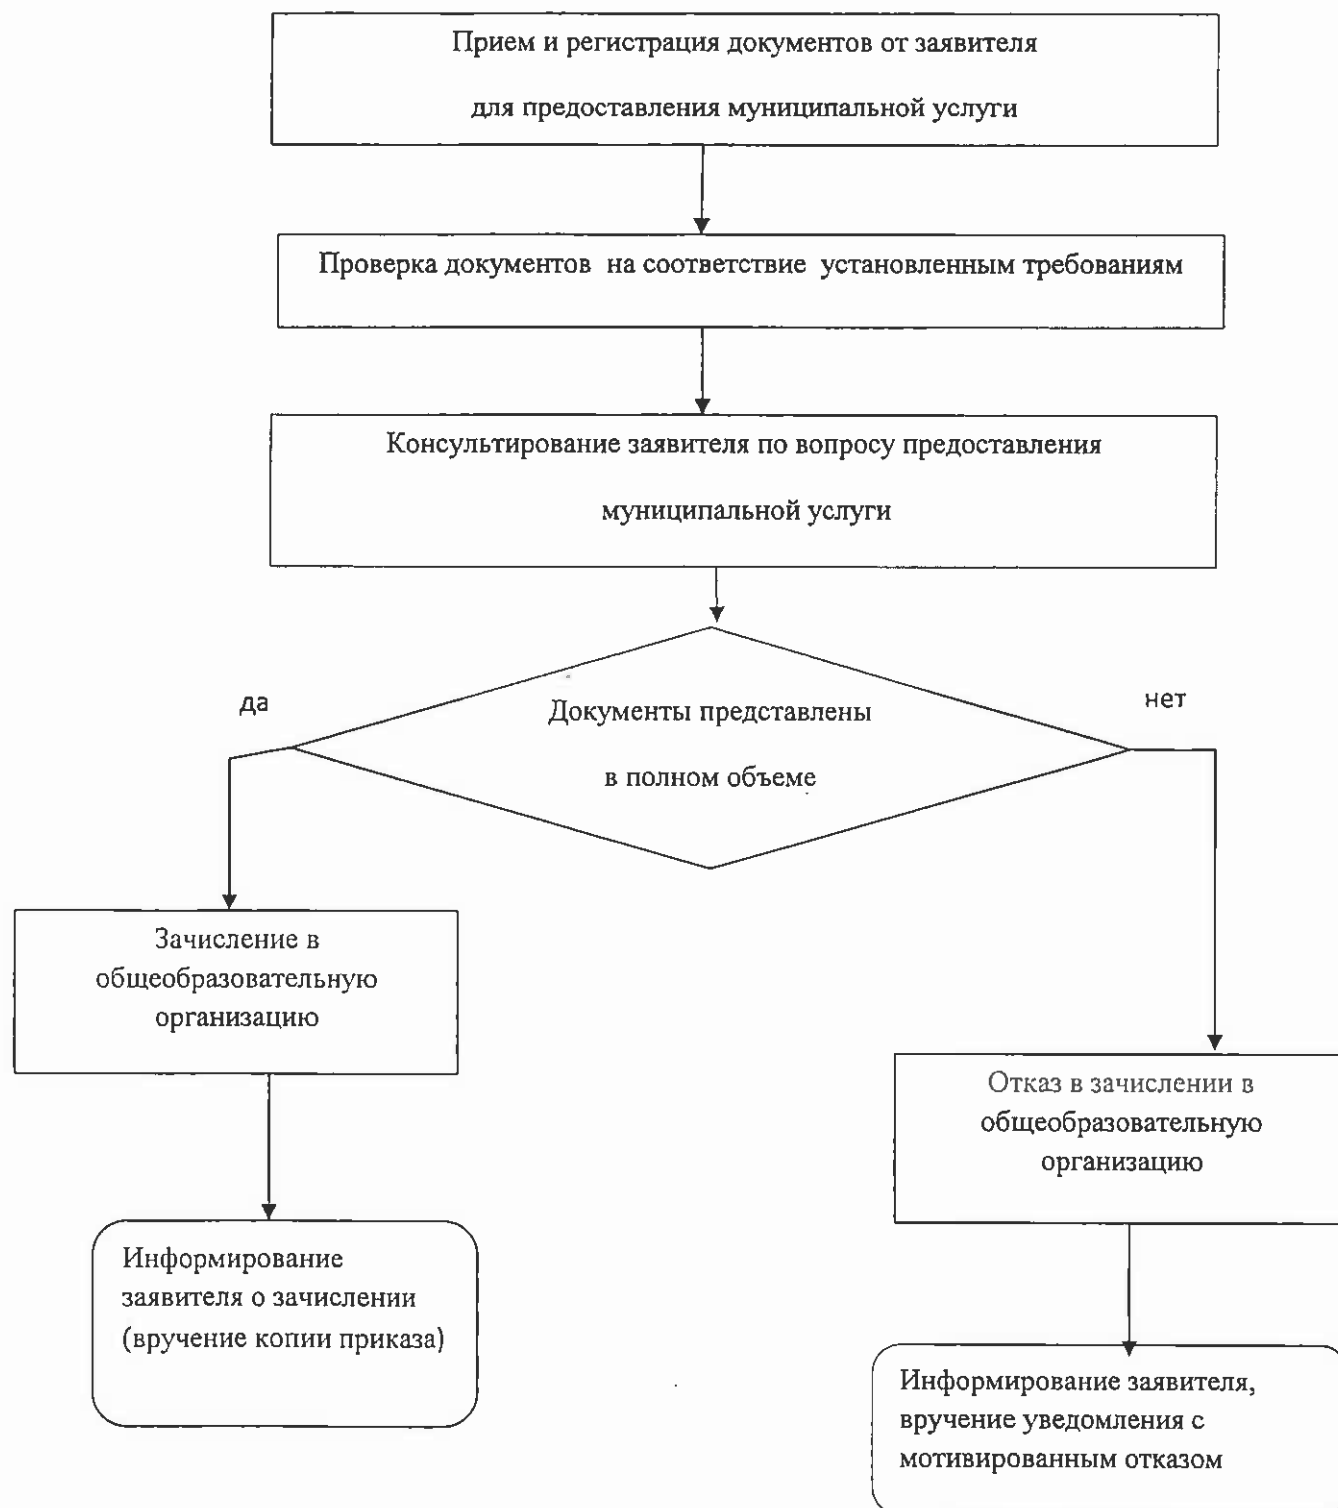 Прием и регистрация документов от заявителя
для предоставления муниципальной услуги
Проверка документов на соответствие установленным требованиям
Консультирование заявителя по вопросу предоставления
муниципальной услуги
да
Документы представлены
в полном объеме
нет
Зачисление в
общеобразовательную
организацию
Отказ в зачислении в
общеобразовательную
организацию
Информирование
заявителя о зачислении
(вручение копии приказа)
Информирование заявителя,
вручение уведомления с
мотивированным отказом